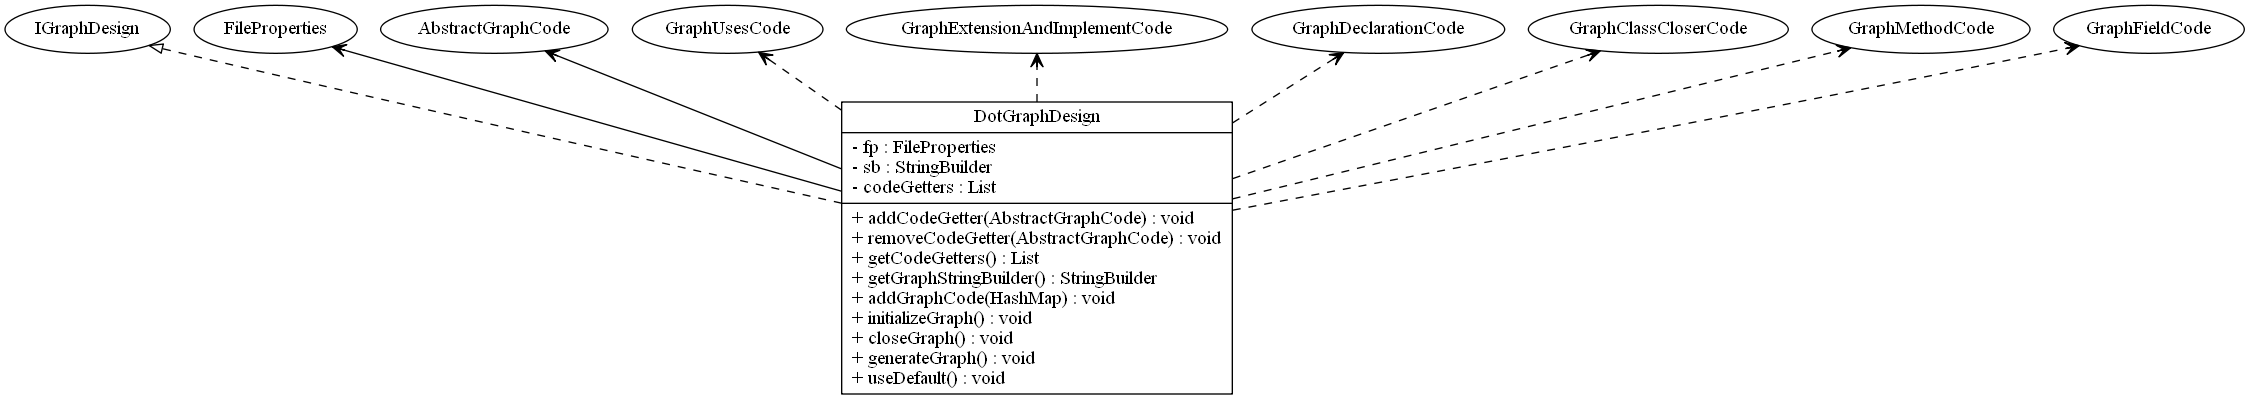 IGraphDesign
FileProperties
AbstractGraphCode
GraphUsesCode
GraphExtensionAndImplementCode
GraphDeclarationCode
GraphClassCloserCode
GraphMethodCode
GraphFieldCode
DotGraphDesign
- fp : FileProperties
- sb : StringBuilder
- codeGetters : List
+ addCodeGetter(AbstractGraphCode) : void
+ removeCodeGetter(AbstractGraphCode) : void
+ getCodeGetters() : List
+ getGraphStringBuilder() : StringBuilder
+ addGraphCode(HashMap) : void
+ initializeGraph() : void
+ closeGraph() : void
+ generateGraph() : void
+ useDefault() : void